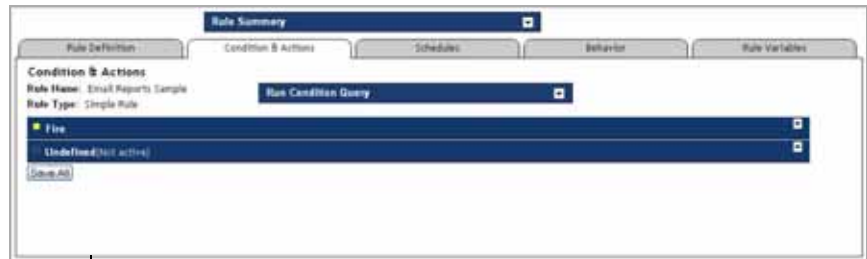 Rule Summary
Rule Definition
Condition & Actions
Schedules
Behavior
Rule Variables
Condition & Actions
Rule Name: Email Reports Sample
Rule Type: Simple Rule
Run Condition Query
Fire
Undefined(Not active)
Save All